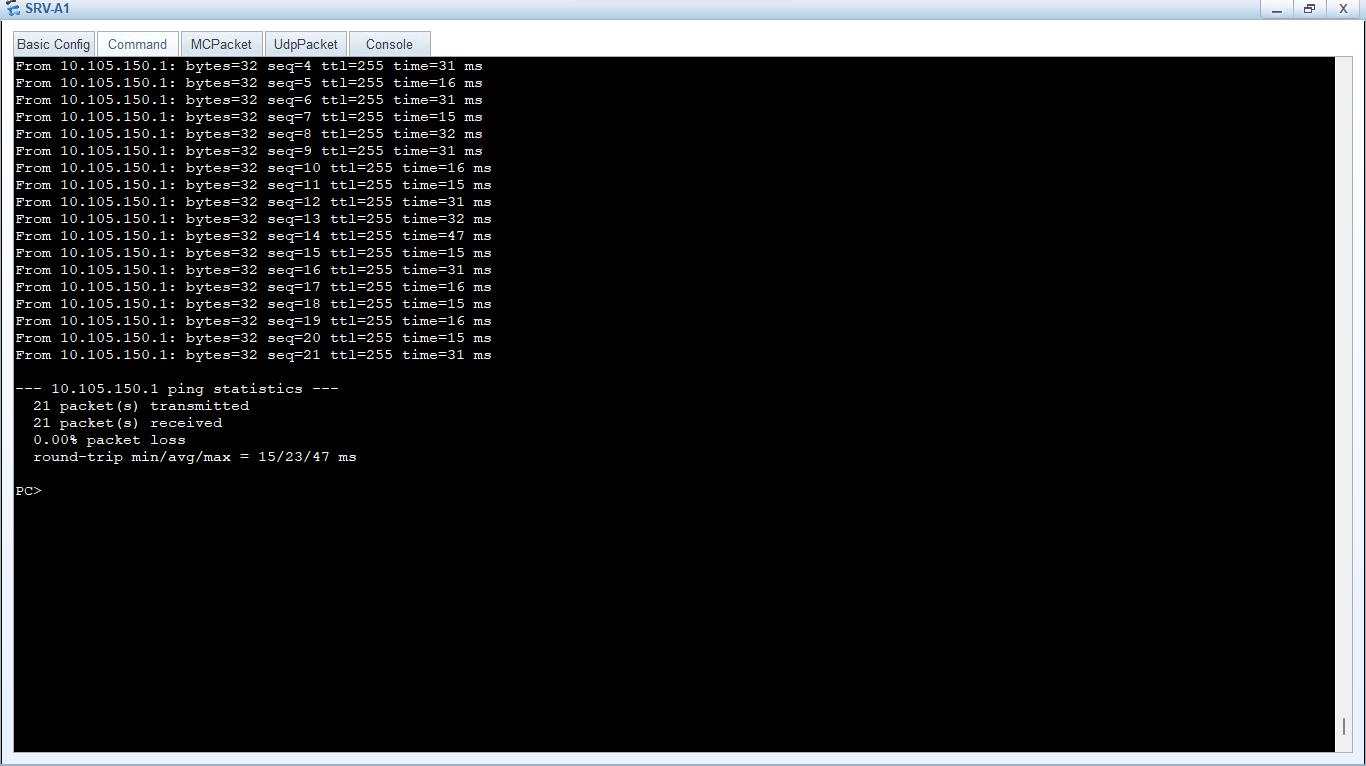 SRV-A1
Basic Config Command MCPacket UdpPacket Console
From 10.105.150.1: bytes=32 seq=4 ttl=255 time=31 ms
From 10.105.150.1: bytes=32 seq=5 ttl=255 time=16 ms
From 10.105.150.1: bytes=32 seq=6 ttl=255 time=31 ms
From 10.105.150.1: bytes=32 seq=7 ttl=255 time=15 ms
From 10.105.150.1: bytes=32 seq=8 ttl=255 time=32 ms
From 10.105.150.1: bytes=32 seq=9 ttl=255 time=31 ms
From 10.105.150.1: bytes=32 seq=10 ttl=255 time=16 ms
From 10.105.150.1: bytes=32 seq=11 ttl=255 time=15 ms
From 10.105.150.1: bytes=32 seq=12 ttl=255 time=31 ms
From 10.105.150.1: bytes=32 seq=13 ttl=255 time=32 ms
From 10.105.150.1: bytes=32 seq=14 ttl=255 time=47 ms
From 10.105.150.1: bytes=32 seq=15 ttl=255 time=15 ms
From 10.105.150.1: bytes=32 seq=16 ttl=255 time=31 ms
From 10.105.150.1: bytes=32 seq=17 ttl=255 time=16 ms
From 10.105.150.1: bytes=32 seq=18 ttl=255 time=15 ms
From 10.105.150.1: bytes=32 seq=19 ttl=255 time=16 ms
From 10.105.150.1: bytes=32 seq=20 ttl=255 time=15 ms
From 10.105.150.1: bytes=32 seq=21 ttl=255 time=31 ms
--- 10.105.150.1 ping statistics ---
21 packet(s) transmitted
21 packet(s) received
0.00% packet loss
round-trip min/avg/max = 15/23/47 ms
PC>